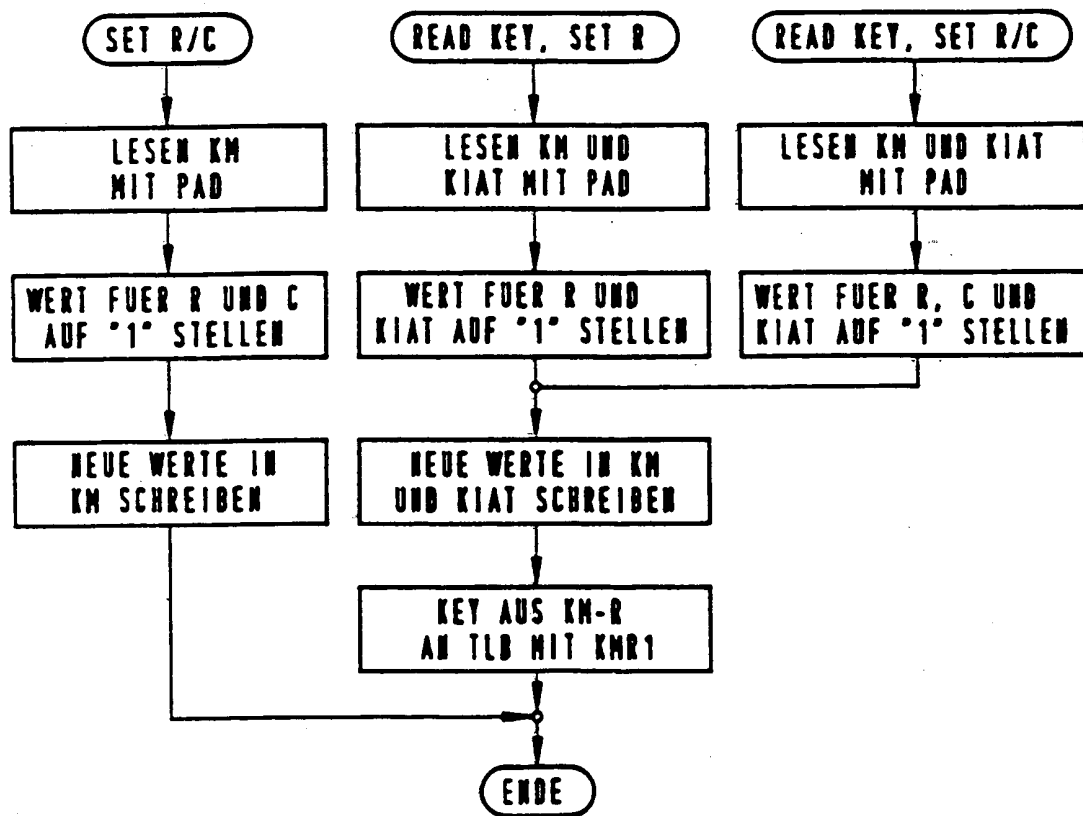 SET R/C
READ KEY, SET R
READ KEY, SET R/C
LESEN KM
MIT PAD
LESEN KM UND
KIAT MIT PAD
LESEN KM UND KIAT
MIT PAD
WERT FUER R UND C
AUF "1" STELLEN
WERT FUER R UND
KIAT AUF "1" STELLEN
WERT FUER R, C UND
KIAT AUF "1" STELLEN
NEUE WERTE IN
KM SCHREIBEN
NEUE WERTE IN KM
UND KIAT SCHREIBEN
KEY AUS KM-R
AN TLB MIT KMR1
ENDE